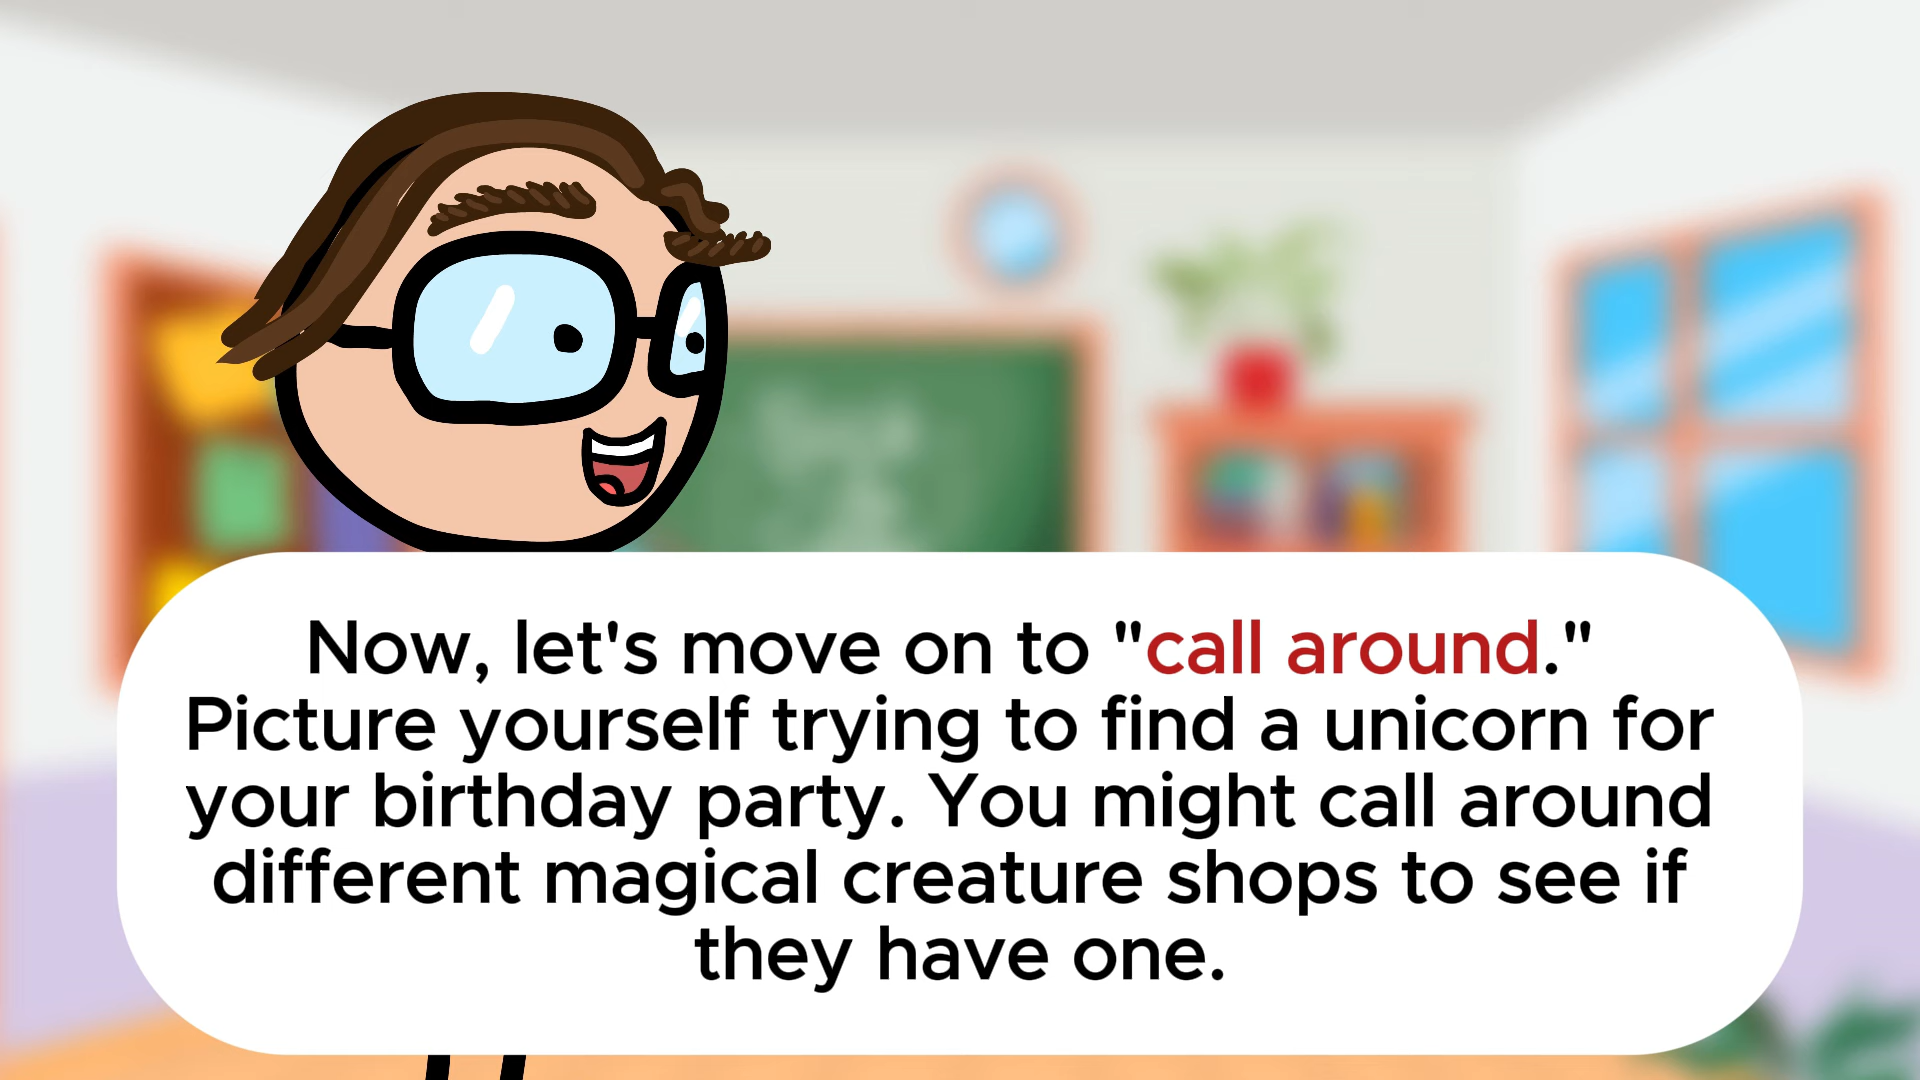 Now, let's move on to "call around."
Picture yourself trying to find a unicorn for
your birthday party. You might call around
different magical creature shops to see if
they have one.